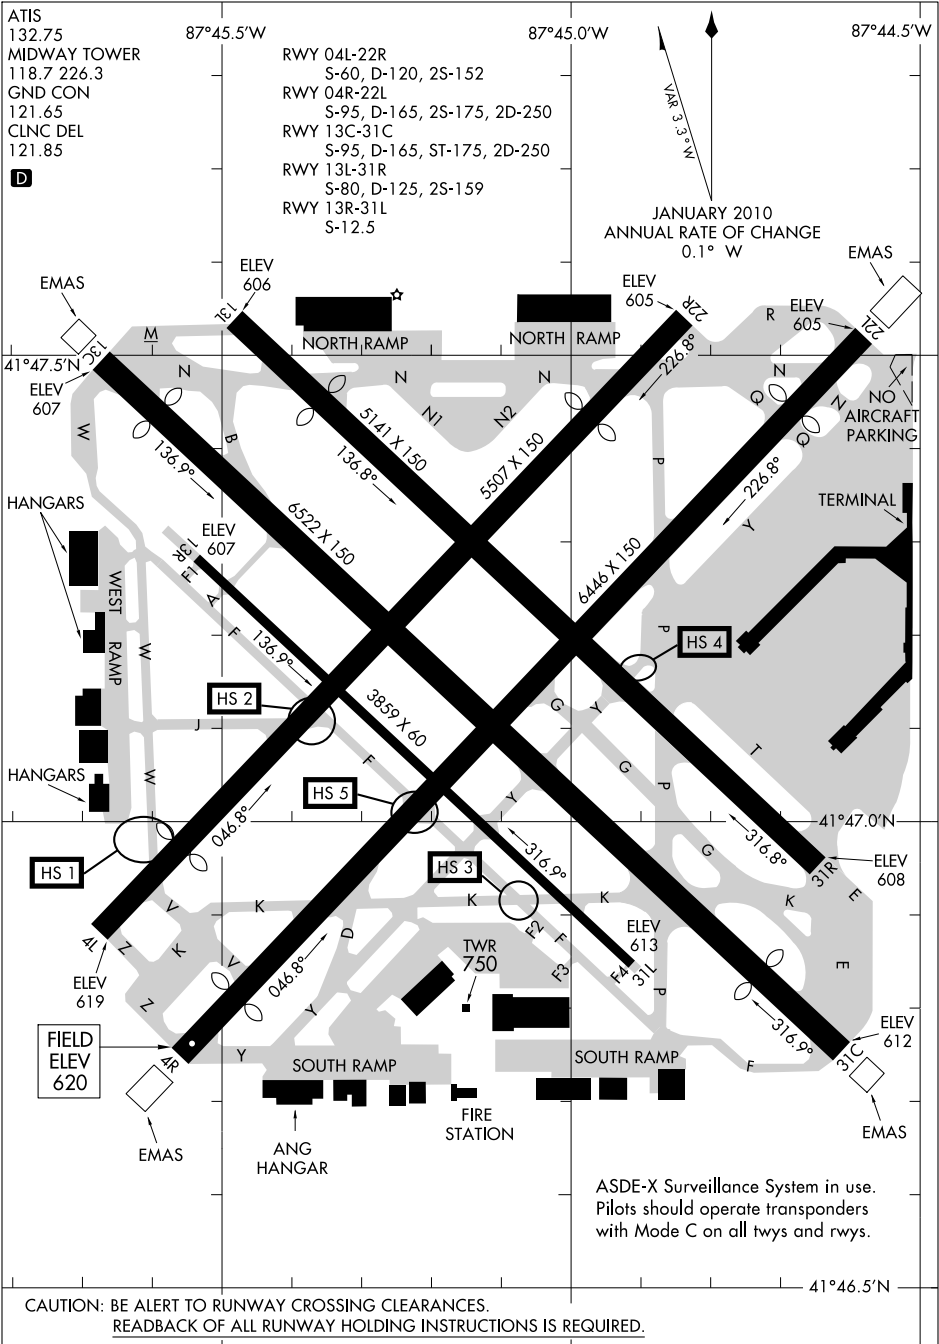 ATIS
132.75
MIDWAY TOWER
118.7 226.3
GND CON
121.65
CLNC DEL
121.85
D
87°45.5'W
87°45.0'W
87°44.5'W
RWY 04L-22R
S-60, D-120, 2S-152
RWY 04R-22L
S-95, D-165, 2S-175, 2D-250
RWY 13C-31C
S-95, D-165, ST-175, 2D-250
RWY 13L-31R
S-80, D-125, 2S-159
RWY 13R-31L
S-12.5
VAR 3.3° W
JANUARY 2010
ANNUAL RATE OF CHANGE
0.1° W
EMAS
ELEV
606
ELEV
605
EMAS
ELEV
605
13L
22R
R
22L
M
NORTH RAMP
NORTH RAMP
41°47.5'N
13C
ELEV
607
N
N
N
N
226.8°
NO
AIRCRAFT
PARKING
W
B
N1
N2
Q
N
Q
5141 X 150
136.9°
136.8°
5507 X 150
P
226.8°
HANGARS
6522 X 150
TERMINAL
Y
ELEV
607
13R
F1
6446 X 150
WEST
RAMP
A
F
W
136.9°
P
HS 4
HS 2
3859 X 60
G
Y
J
F
T
HANGARS
W
G
P
HS 5
Y
046.8°
41°47.0'N
316.9°
G
316.8°
HS 1
HS 3
31R
ELEV
608
E
V
K
K
K
K
4L
Z
K
V
D
F2
F
ELEV
613
E
TWR
750
046.8°
F3
F4
31L
ELEV
619
Z
Y
P
316.9°
ELEV
612
FIELD
ELEV
620
4R
Y
SOUTH RAMP
SOUTH RAMP
F
31C
EMAS
ANG
HANGAR
FIRE
STATION
EMAS
ASDE-X Surveillance System in use.
Pilots should operate transponders
with Mode C on all twys and rwys.
41°46.5'N
CAUTION: BE ALERT TO RUNWAY CROSSING CLEARANCES.
READBACK OF ALL RUNWAY HOLDING INSTRUCTIONS IS REQUIRED.